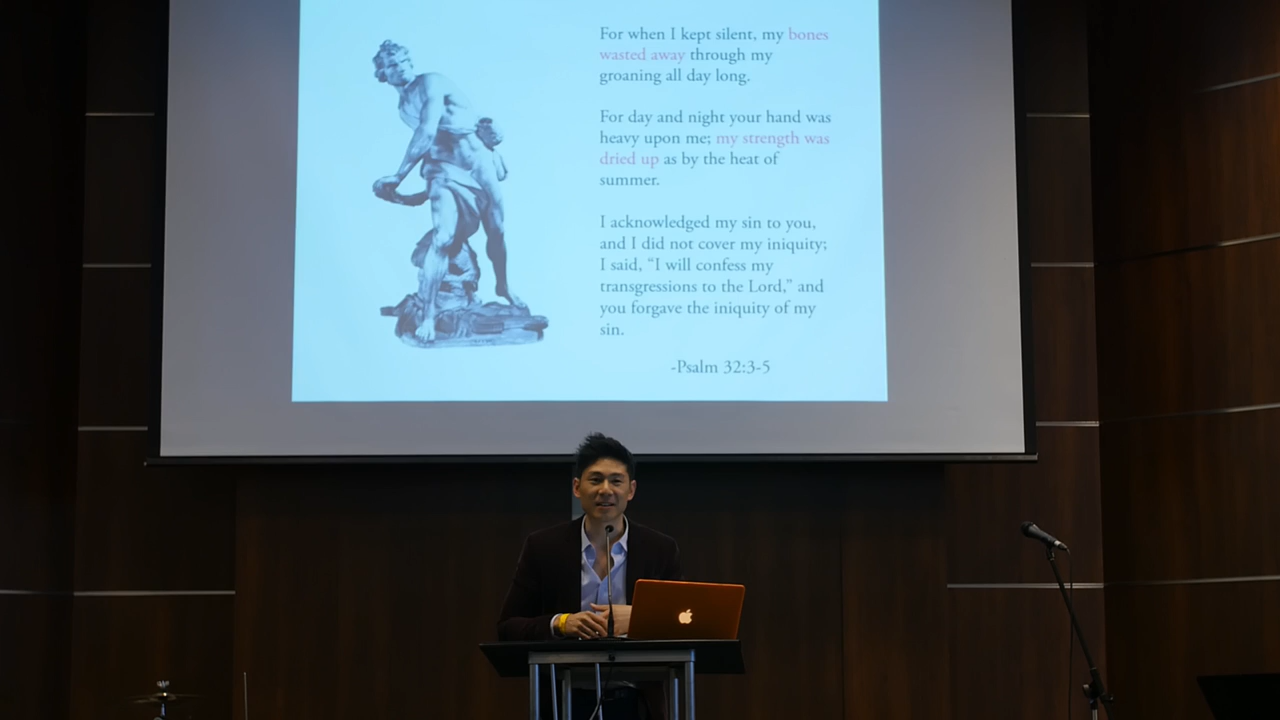 For when I kept silent, my bones
wasted away through my
groaning all day long.
For day and night your hand was
heavy upon me; my strength was
dried up as by the heat of
summer.
I acknowledged my sin to you,
and I did not cover my iniquity;
I said, “I will confess my
transgressions to the Lord,” and
you forgave the iniquity of my
sin.
-Psalm 32:3-5